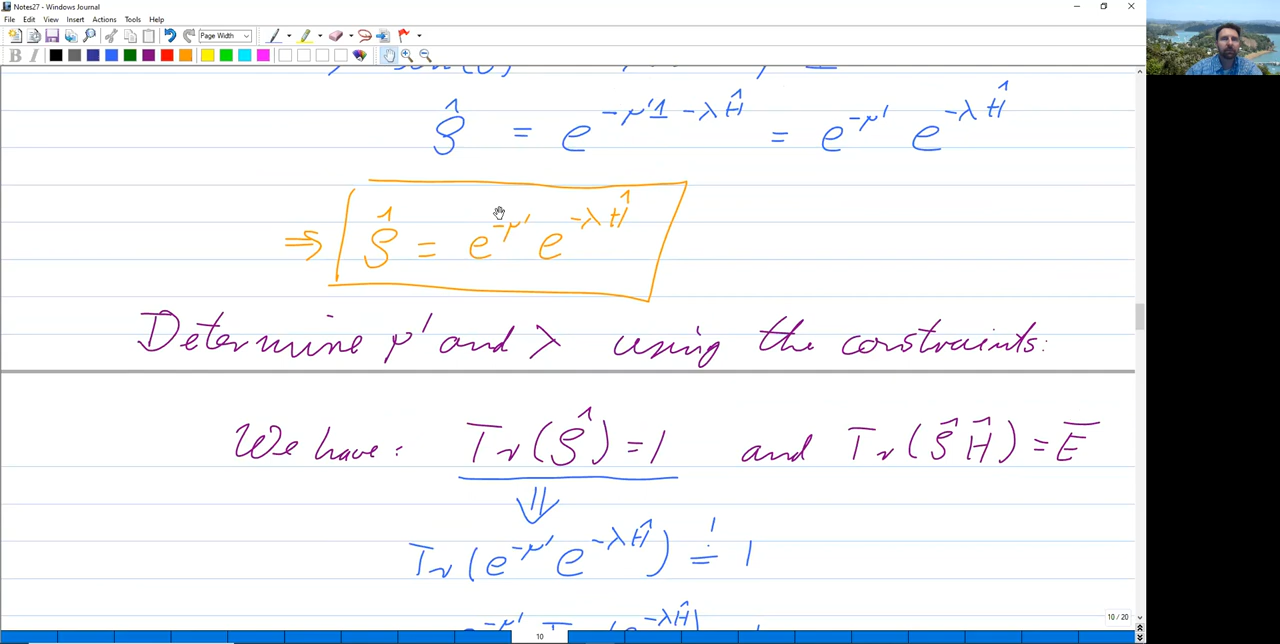 Notes27 - Windows Journal
File Edit View Insert Actions Tools Help
Page Width
B I
ρ̂ = e^{-μ'1 - λĤ} = e^{-μ'} e^{-λĤ}
⇒ ρ̂ = e^{-μ'} e^{-λĤ}
Determine μ' and λ using the constraints:
We have: Tr(ρ̂) = 1 and Tr(ρ̂Ĥ) = E̅
⇓
Tr(e^{-μ'} e^{-λĤ}) =! 1
10 / 20
10